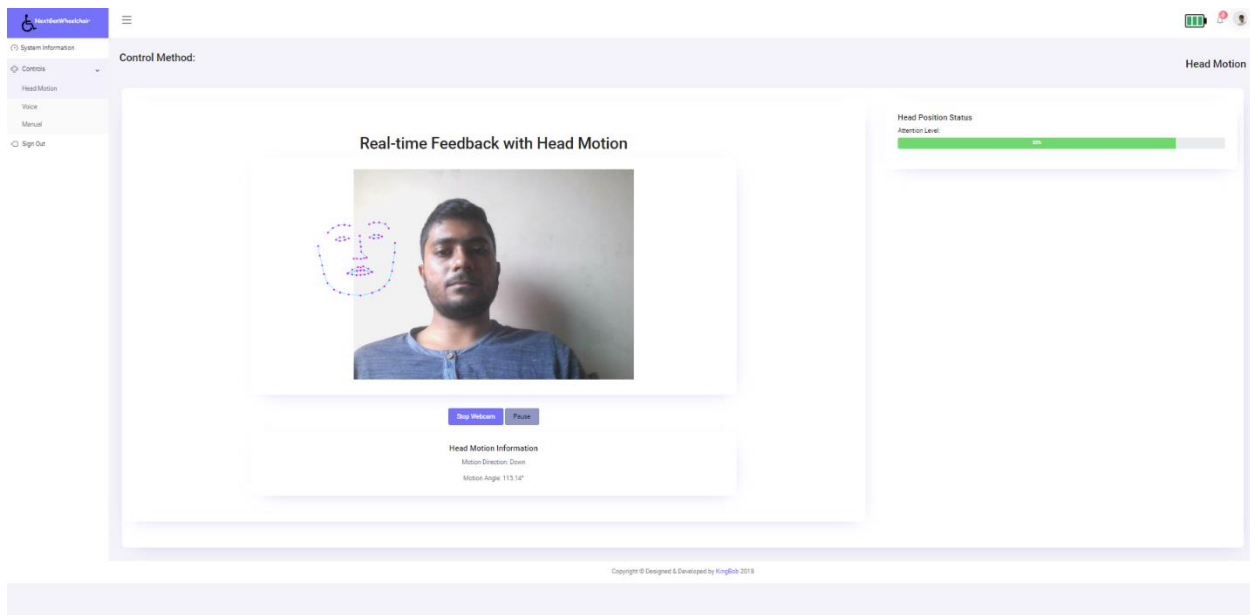 NextGenWheelchair
System Information
Controls
Head Motion
Voice
Manual
Sign Out
Control Method:
Head Motion
Real-time Feedback with Head Motion
Stop Webcam
Pause
Head Motion Information
Motion Direction: Down
Motion Angle: 113.14°
Head Position Status
Attention Level:
Copyright © Designed & Developed by KingBob 2018